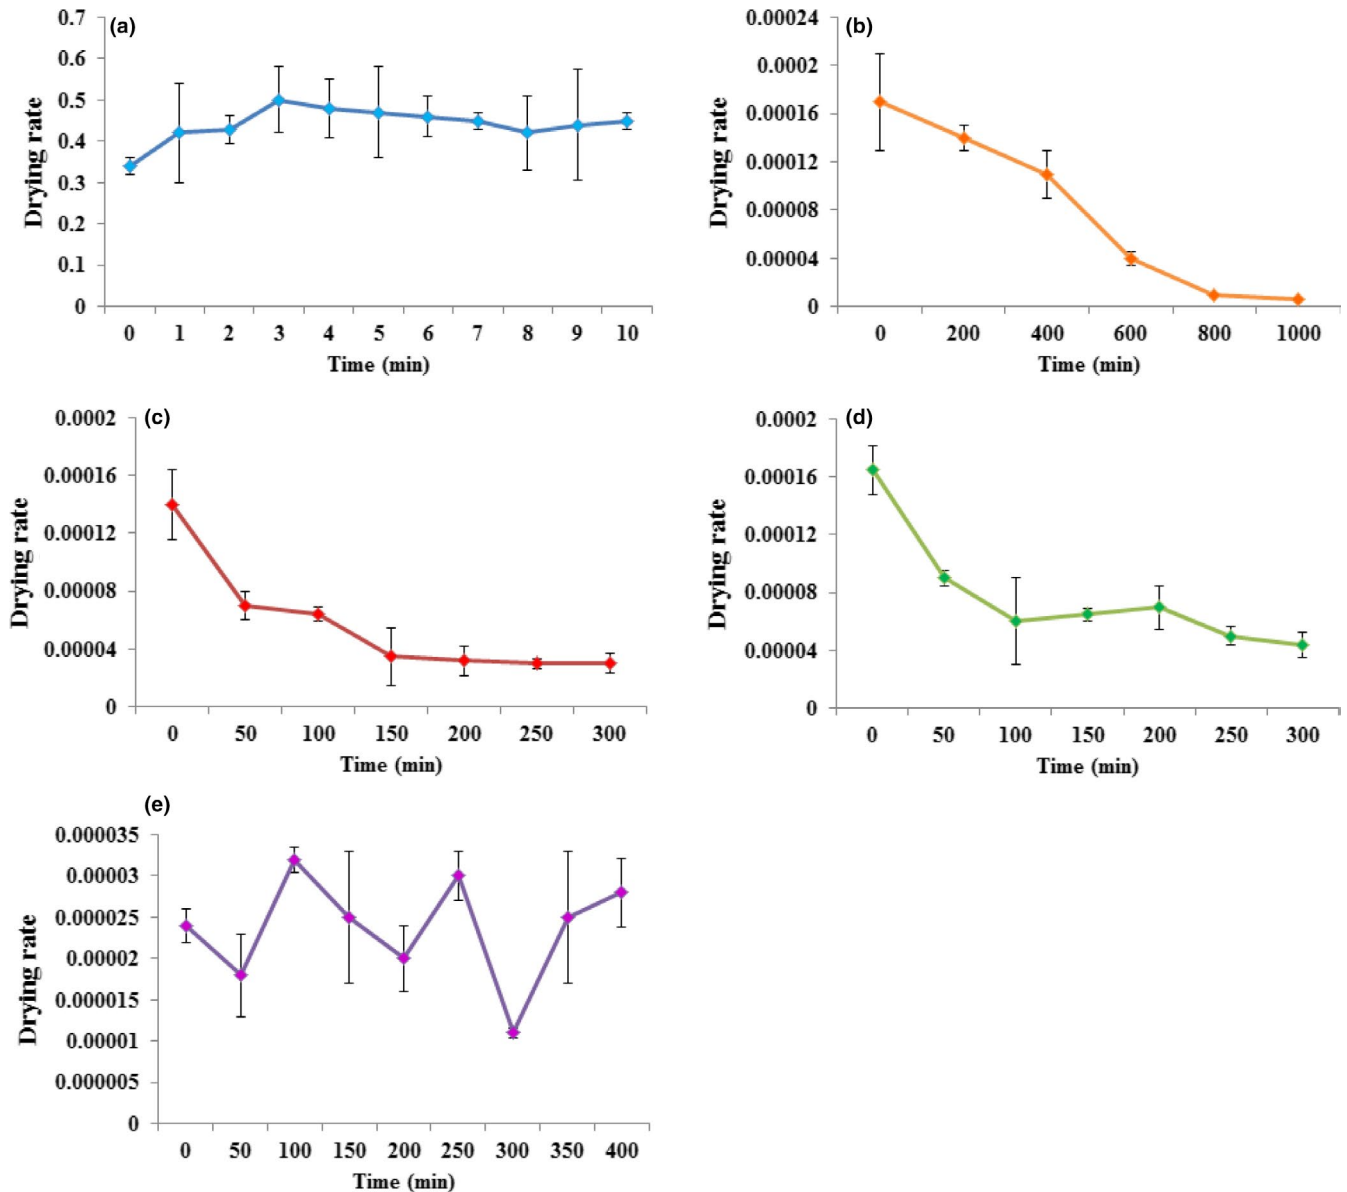 (a)
0.7
0.6
0.5
0.4
0.3
0.2
0.1
0
Drying rate
0 1 2 3 4 5 6 7 8 9 10
Time (min)
(b)
0.00024
0.0002
0.00016
0.00012
0.00008
0.00004
0
Drying rate
0 200 400 600 800 1000
Time (min)
(c)
0.0002
0.00016
0.00012
0.00008
0.00004
0
Drying rate
0 50 100 150 200 250 300
Time (min)
(d)
0.0002
0.00016
0.00012
0.00008
0.00004
0
Drying rate
0 50 100 150 200 250 300
Time (min)
(e)
0.000035
0.00003
0.000025
0.00002
0.000015
0.00001
0.000005
0
Drying rate
0 50 100 150 200 250 300 350 400
Time (min)